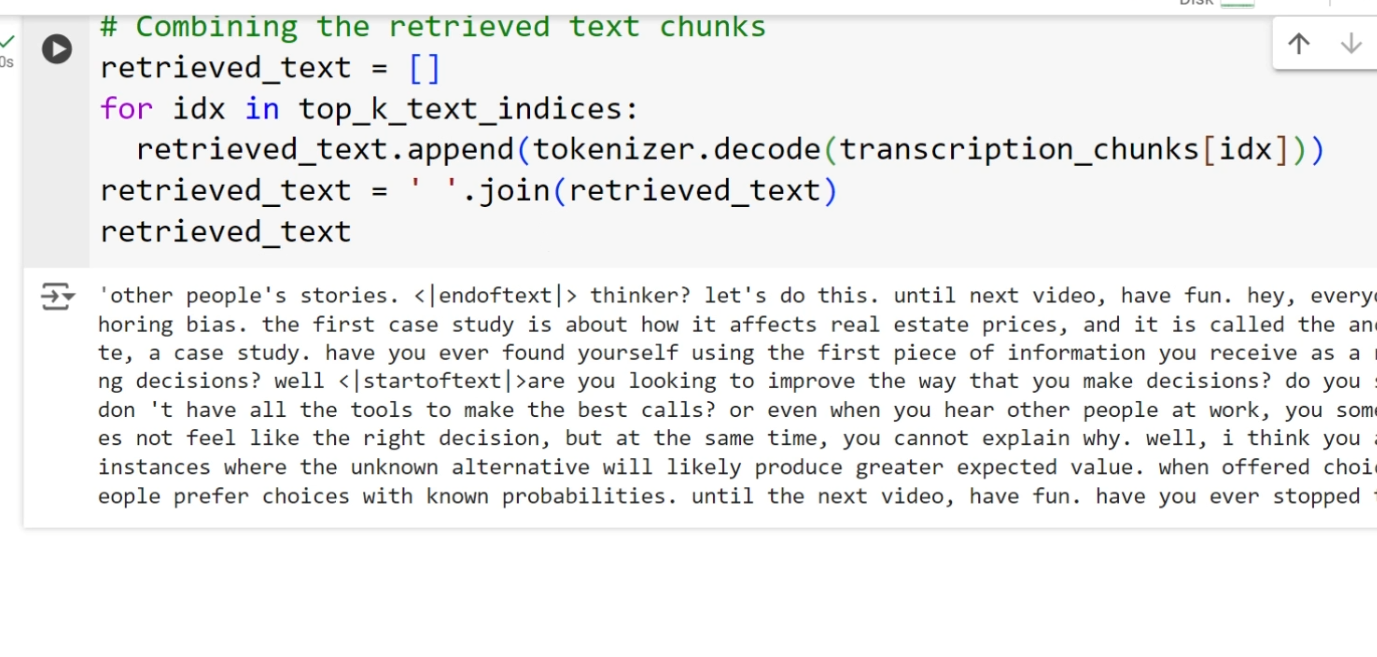 Disk
# Combining the retrieved text chunks
0s
retrieved_text = []
for idx in top_k_text_indices:
retrieved_text.append(tokenizer.decode(transcription_chunks[idx]))
retrieved_text = ' '.join(retrieved_text)
retrieved_text
'other people's stories. <|endoftext|> thinker? let's do this. until next video, have fun. hey,
horing bias. the first case study is about how it affects real estate prices, and it is called the
te, a case study. have you ever found yourself using the first piece of information you receive as a
ng decisions? well <|startoftext|>are you looking to improve the way that you make decisions? do you
don 't have all the tools to make the best calls? or even when you hear other people at work, you
es not feel like the right decision, but at the same time, you cannot explain why. well, i think you
instances where the unknown alternative will likely produce greater expected value. when offered
eople prefer choices with known probabilities. until the next video, have fun. have you ever stopped